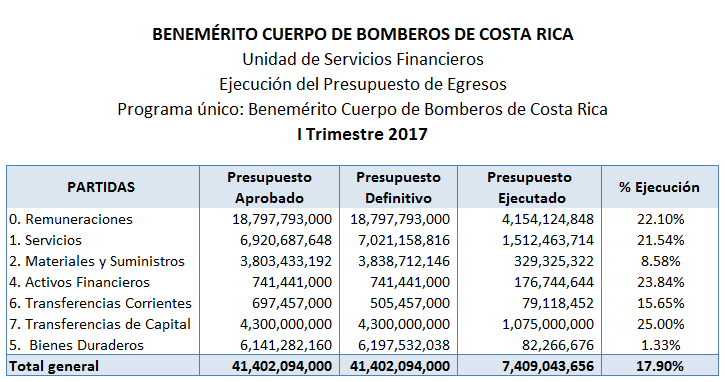 BENEMÉRITO CUERPO DE BOMBEROS DE COSTA RICA
Unidad de Servicios Financieros
Ejecución del Presupuesto de Egresos
Programa único: Benemérito Cuerpo de Bomberos de Costa Rica
I Trimestre 2017
PARTIDAS Presupuesto Aprobado Presupuesto Definitivo Presupuesto Ejecutado % Ejecución
0. Remuneraciones 18,797,793,000 18,797,793,000 4,154,124,848 22.10%
1. Servicios 6,920,687,648 7,021,158,816 1,512,463,714 21.54%
2. Materiales y Suministros 3,803,433,192 3,838,712,146 329,325,322 8.58%
4. Activos Financieros 741,441,000 741,441,000 176,744,644 23.84%
6. Transferencias Corrientes 697,457,000 505,457,000 79,118,452 15.65%
7. Transferencias de Capital 4,300,000,000 4,300,000,000 1,075,000,000 25.00%
5. Bienes Duraderos 6,141,282,160 6,197,532,038 82,266,676 1.33%
Total general 41,402,094,000 41,402,094,000 7,409,043,656 17.90%